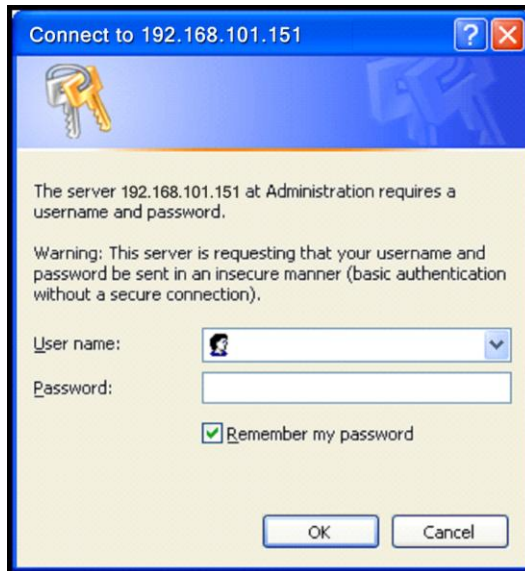 Connect to 192.168.101.151
The server 192.168.101.151 at Administration requires a
username and password.
Warning: This server is requesting that your username and
password be sent in an insecure manner (basic authentication
without a secure connection).
User name:
Password:
Remember my password
OK
Cancel